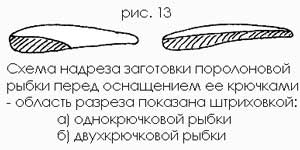 рис. 13
Схема надреза заготовки поролоновой
рыбки перед оснащением ее крючками
- область разреза показана штриховкой:
а) однокрючковой рыбки
б) двухкрючковой рыбки